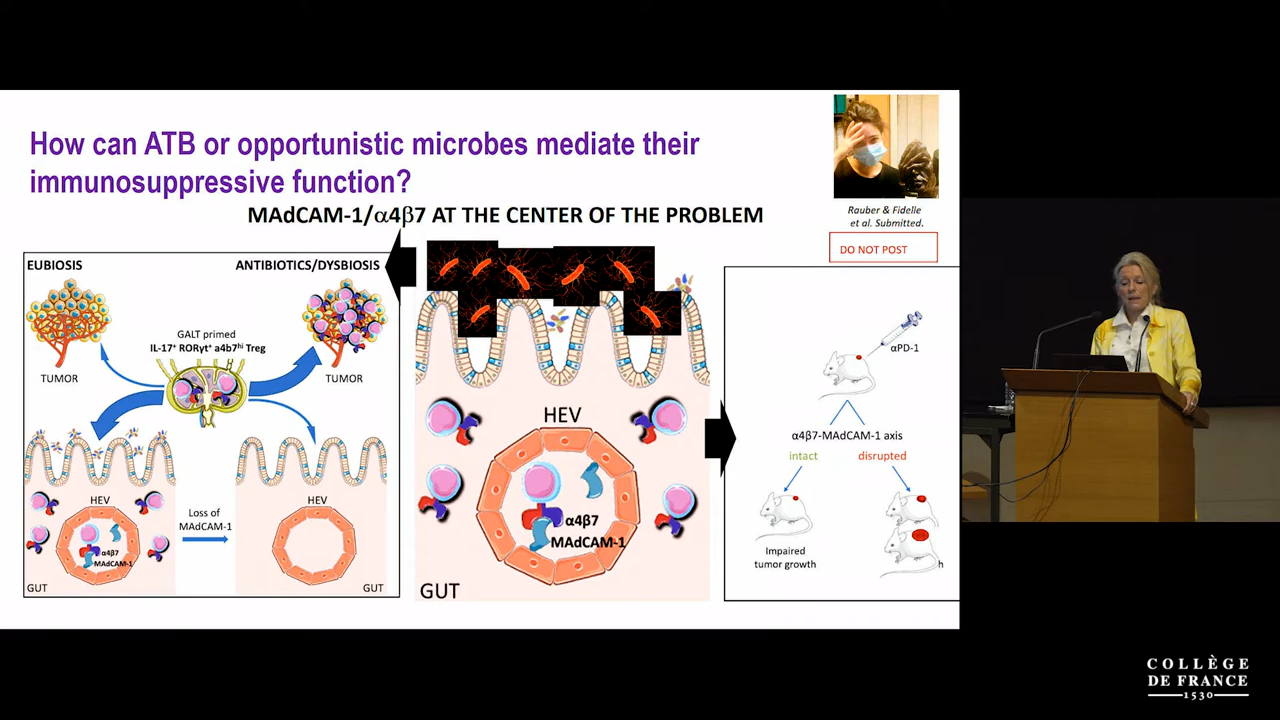 How can ATB or opportunistic microbes mediate their
immunosuppressive function?
MAdCAM-1/α4β7 AT THE CENTER OF THE PROBLEM
Rauber & Fidelle
et al. Submitted.
DO NOT POST
EUBIOSIS
ANTIBIOTICS/DYSBIOSIS
GALT primed
IL-17⁺ RORyt⁺ a4b7ʰⁱ Treg
TUMOR
TUMOR
HEV
α4β7
MAdCAM-1
GUT
Loss of
MAdCAM-1
HEV
GUT
HEV
α4β7
MAdCAM-1
GUT
αPD-1
α4β7-MAdCAM-1 axis
intact
disrupted
Impaired
tumor growth
h
COLLÈGE
DE FRANCE
1530